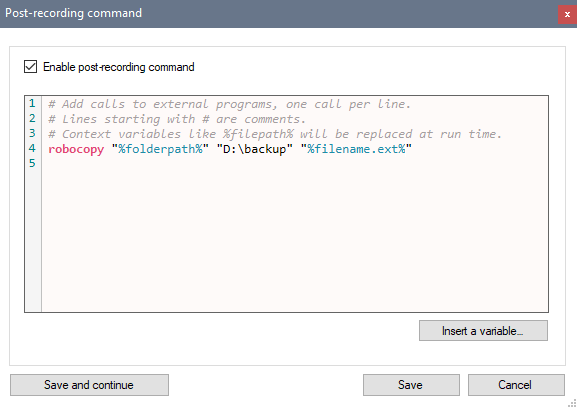 Post-recording command
x
Enable post-recording command
1 # Add calls to external programs, one call per line.
2 # Lines starting with # are comments.
3 # Context variables like %filepath% will be replaced at run time.
4 robocopy "%folderpath%" "D:\backup" "%filename.ext%"
5
Insert a variable...
Save and continue
Save
Cancel